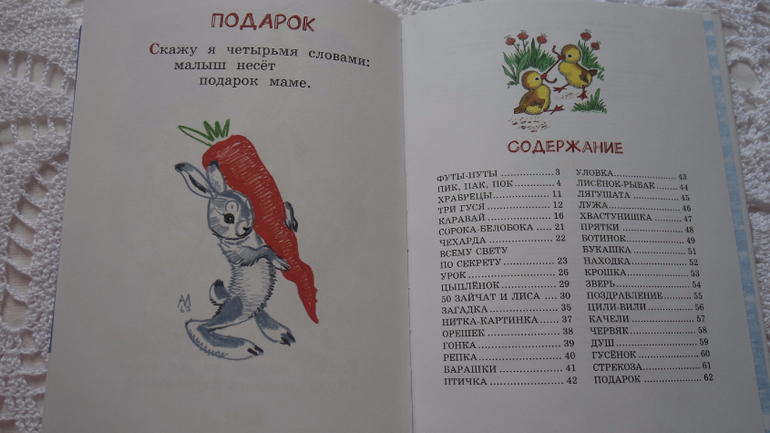 ПОДАРОК
Скажу я четырьмя словами:
малыш несёт
подарок маме.
СОДЕРЖАНИЕ
ФУТЫ-НУТЫ ............ 3
ПИК, ПАК, ПОК ............ 4
ХРАБРЕЦЫ ............ 11
ТРИ ГУСЯ ............ 12
КАРАВАЙ ............ 16
СОРОКА-БЕЛОБОКА ..... 21
ЧЕХАРДА ............ 22
ВСЕМУ СВЕТУ
ПО СЕКРЕТУ ............ 23
УРОК ............ 26
ЦЫПЛЁНОК ............ 29
50 ЗАЙЧАТ И ЛИСА .... 30
ЗАГАДКА ............ 35
НИТКА-КАРТИНКА ..... 37
ОРЕШЕК ............ 38
ГОНКА ............ 39
РЕПКА ............ 40
БАРАШКИ ............ 41
ПТИЧКА ............ 42
УЛОВКА ............ 43
ЛИСЁНОК-РЫБАК ..... 44
ЛЯГУШАТА ............ 45
ЛУЖА ............ 46
ХВАСТУНИШКА ............ 47
ПРЯТКИ ............ 48
БОТИНОК ............ 49
БУКАШКА ............ 51
НАХОДКА ............ 52
КРОШКА ............ 53
ЗВЕРЬ ............ 54
ПОЗДРАВЛЕНИЕ ............ 55
ЦИЛИ-ВИЛИ ............ 56
КАЧЕЛИ ............ 57
ЧЕРВЯК ............ 58
ДУШ ............ 59
ГУСЁНОК ............ 60
СТРЕКОЗА ............ 61
ПОДАРОК ............ 62